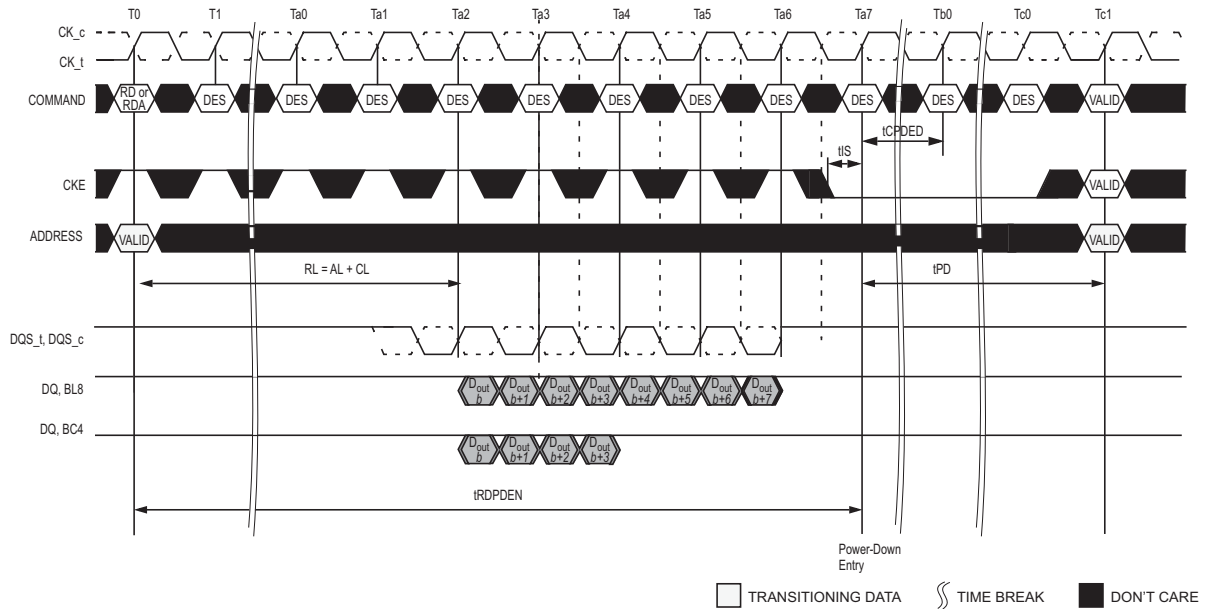 T0 T1 Ta0 Ta1 Ta2 Ta3 Ta4 Ta5 Ta6 Ta7 Tb0 Tc0 Tc1
CK_c
CK_t
COMMAND RD or RDA DES DES DES DES DES DES DES DES DES DES DES VALID
tCPDED
tIS
CKE VALID
ADDRESS VALID VALID
RL = AL + CL tPD
DQS_t, DQS_c
DQ, BL8 Dout b Dout b+1 Dout b+2 Dout b+3 Dout b+4 Dout b+5 Dout b+6 Dout b+7
DQ, BC4 Dout b Dout b+1 Dout b+2 Dout b+3
tRDPDEN
Power-Down
Entry
TRANSITIONING DATA TIME BREAK DON'T CARE